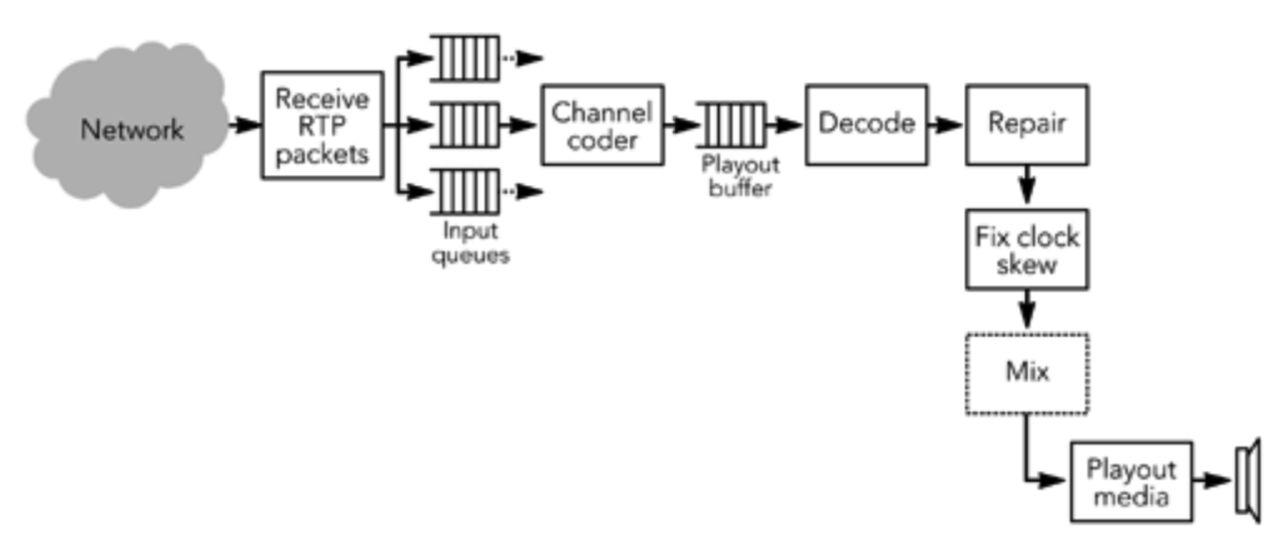 Network
Receive
RTP
packets
Input
queues
Channel
coder
Playout
buffer
Decode
Repair
Fix clock
skew
Mix
Playout
media